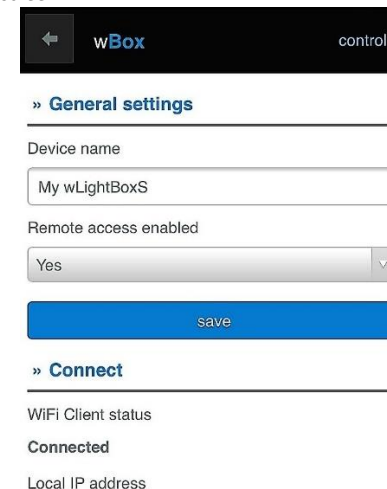 wBox
control
» General settings
Device name
My wLightBoxS
Remote access enabled
Yes
save
» Connect
WiFi Client status
Connected
Local IP address